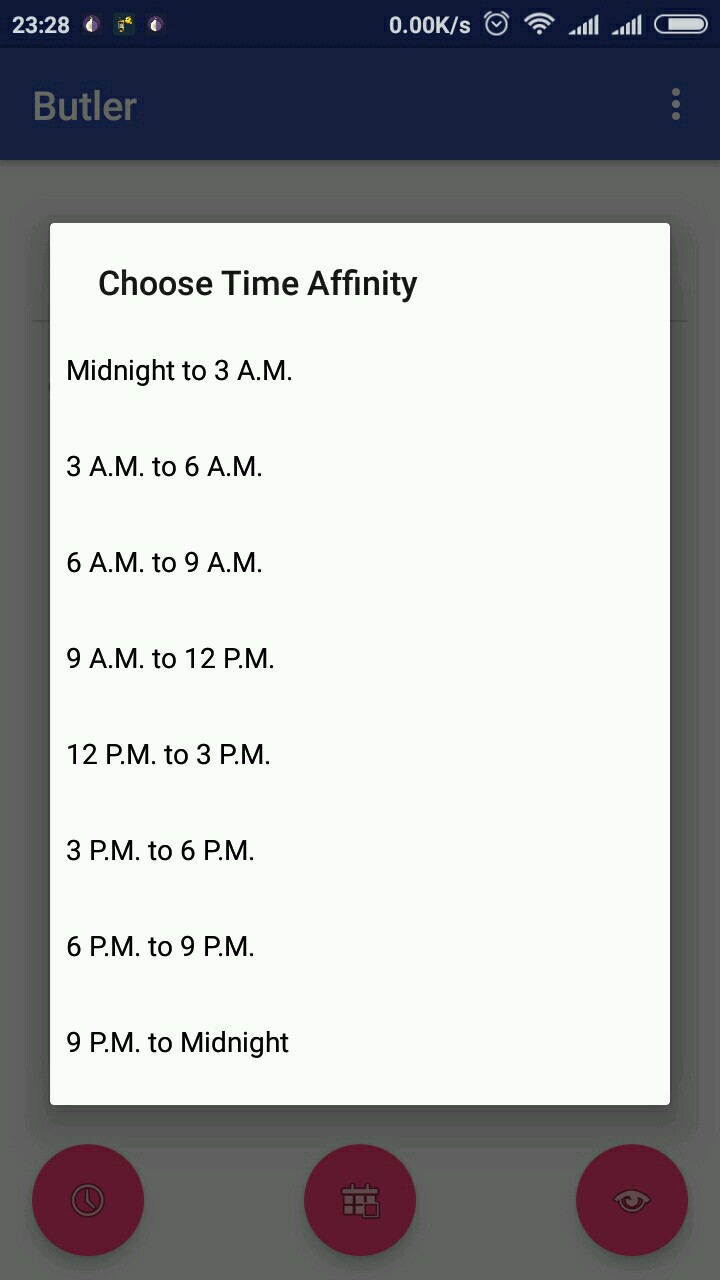 23:28 0.00K/s
Butler
Choose Time Affinity
Midnight to 3 A.M.
3 A.M. to 6 A.M.
6 A.M. to 9 A.M.
9 A.M. to 12 P.M.
12 P.M. to 3 P.M.
3 P.M. to 6 P.M.
6 P.M. to 9 P.M.
9 P.M. to Midnight